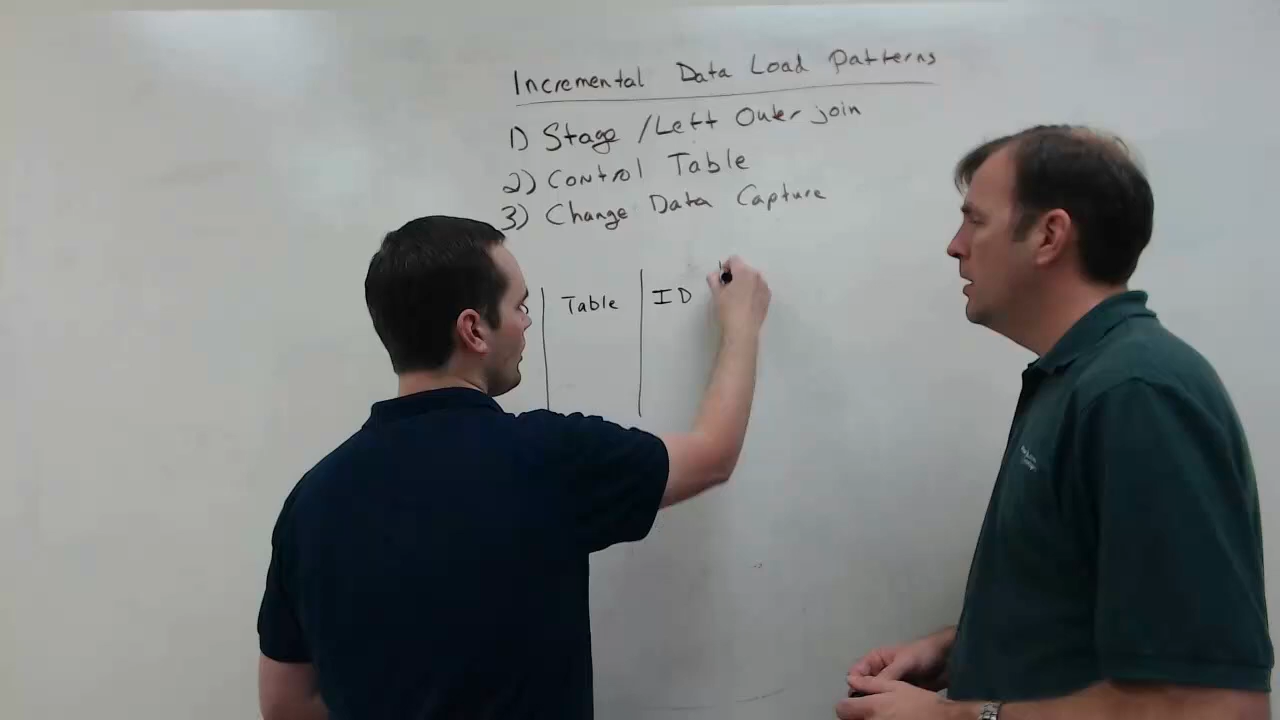 Incremental Data Load Patterns
1) Stage /Left Outer join
2) Control Table
3) Change Data Capture
Table ID